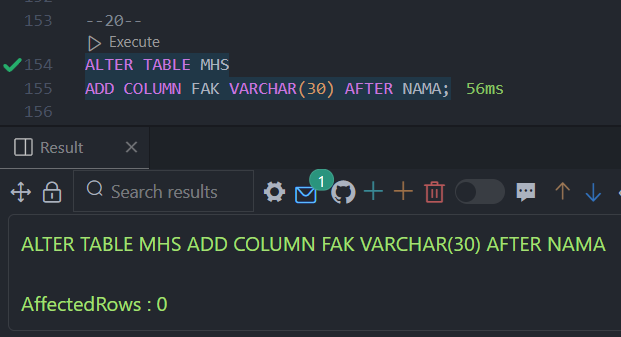 153 --20--
Execute
154 ALTER TABLE MHS
155 ADD COLUMN FAK VARCHAR(30) AFTER NAMA; 56ms
156
Result
Search results
1
ALTER TABLE MHS ADD COLUMN FAK VARCHAR(30) AFTER NAMA
AffectedRows : 0